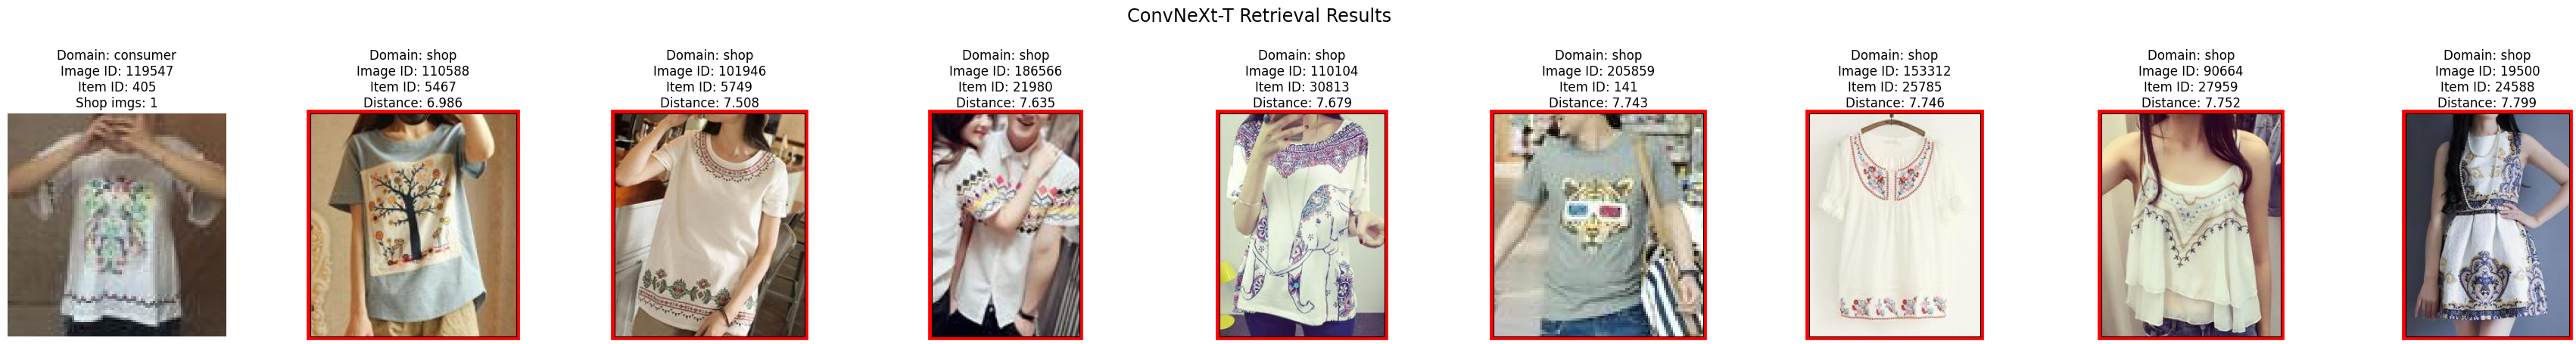 ConvNeXt-T Retrieval Results
Domain: consumer
Image ID: 119547
Item ID: 405
Shop imgs: 1
Domain: shop
Image ID: 110588
Item ID: 5467
Distance: 6.986
Domain: shop
Image ID: 101946
Item ID: 5749
Distance: 7.508
Domain: shop
Image ID: 186566
Item ID: 21980
Distance: 7.635
Domain: shop
Image ID: 110104
Item ID: 30813
Distance: 7.679
Domain: shop
Image ID: 205859
Item ID: 141
Distance: 7.743
Domain: shop
Image ID: 153312
Item ID: 25785
Distance: 7.746
Domain: shop
Image ID: 90664
Item ID: 27959
Distance: 7.752
Domain: shop
Image ID: 19500
Item ID: 24588
Distance: 7.799